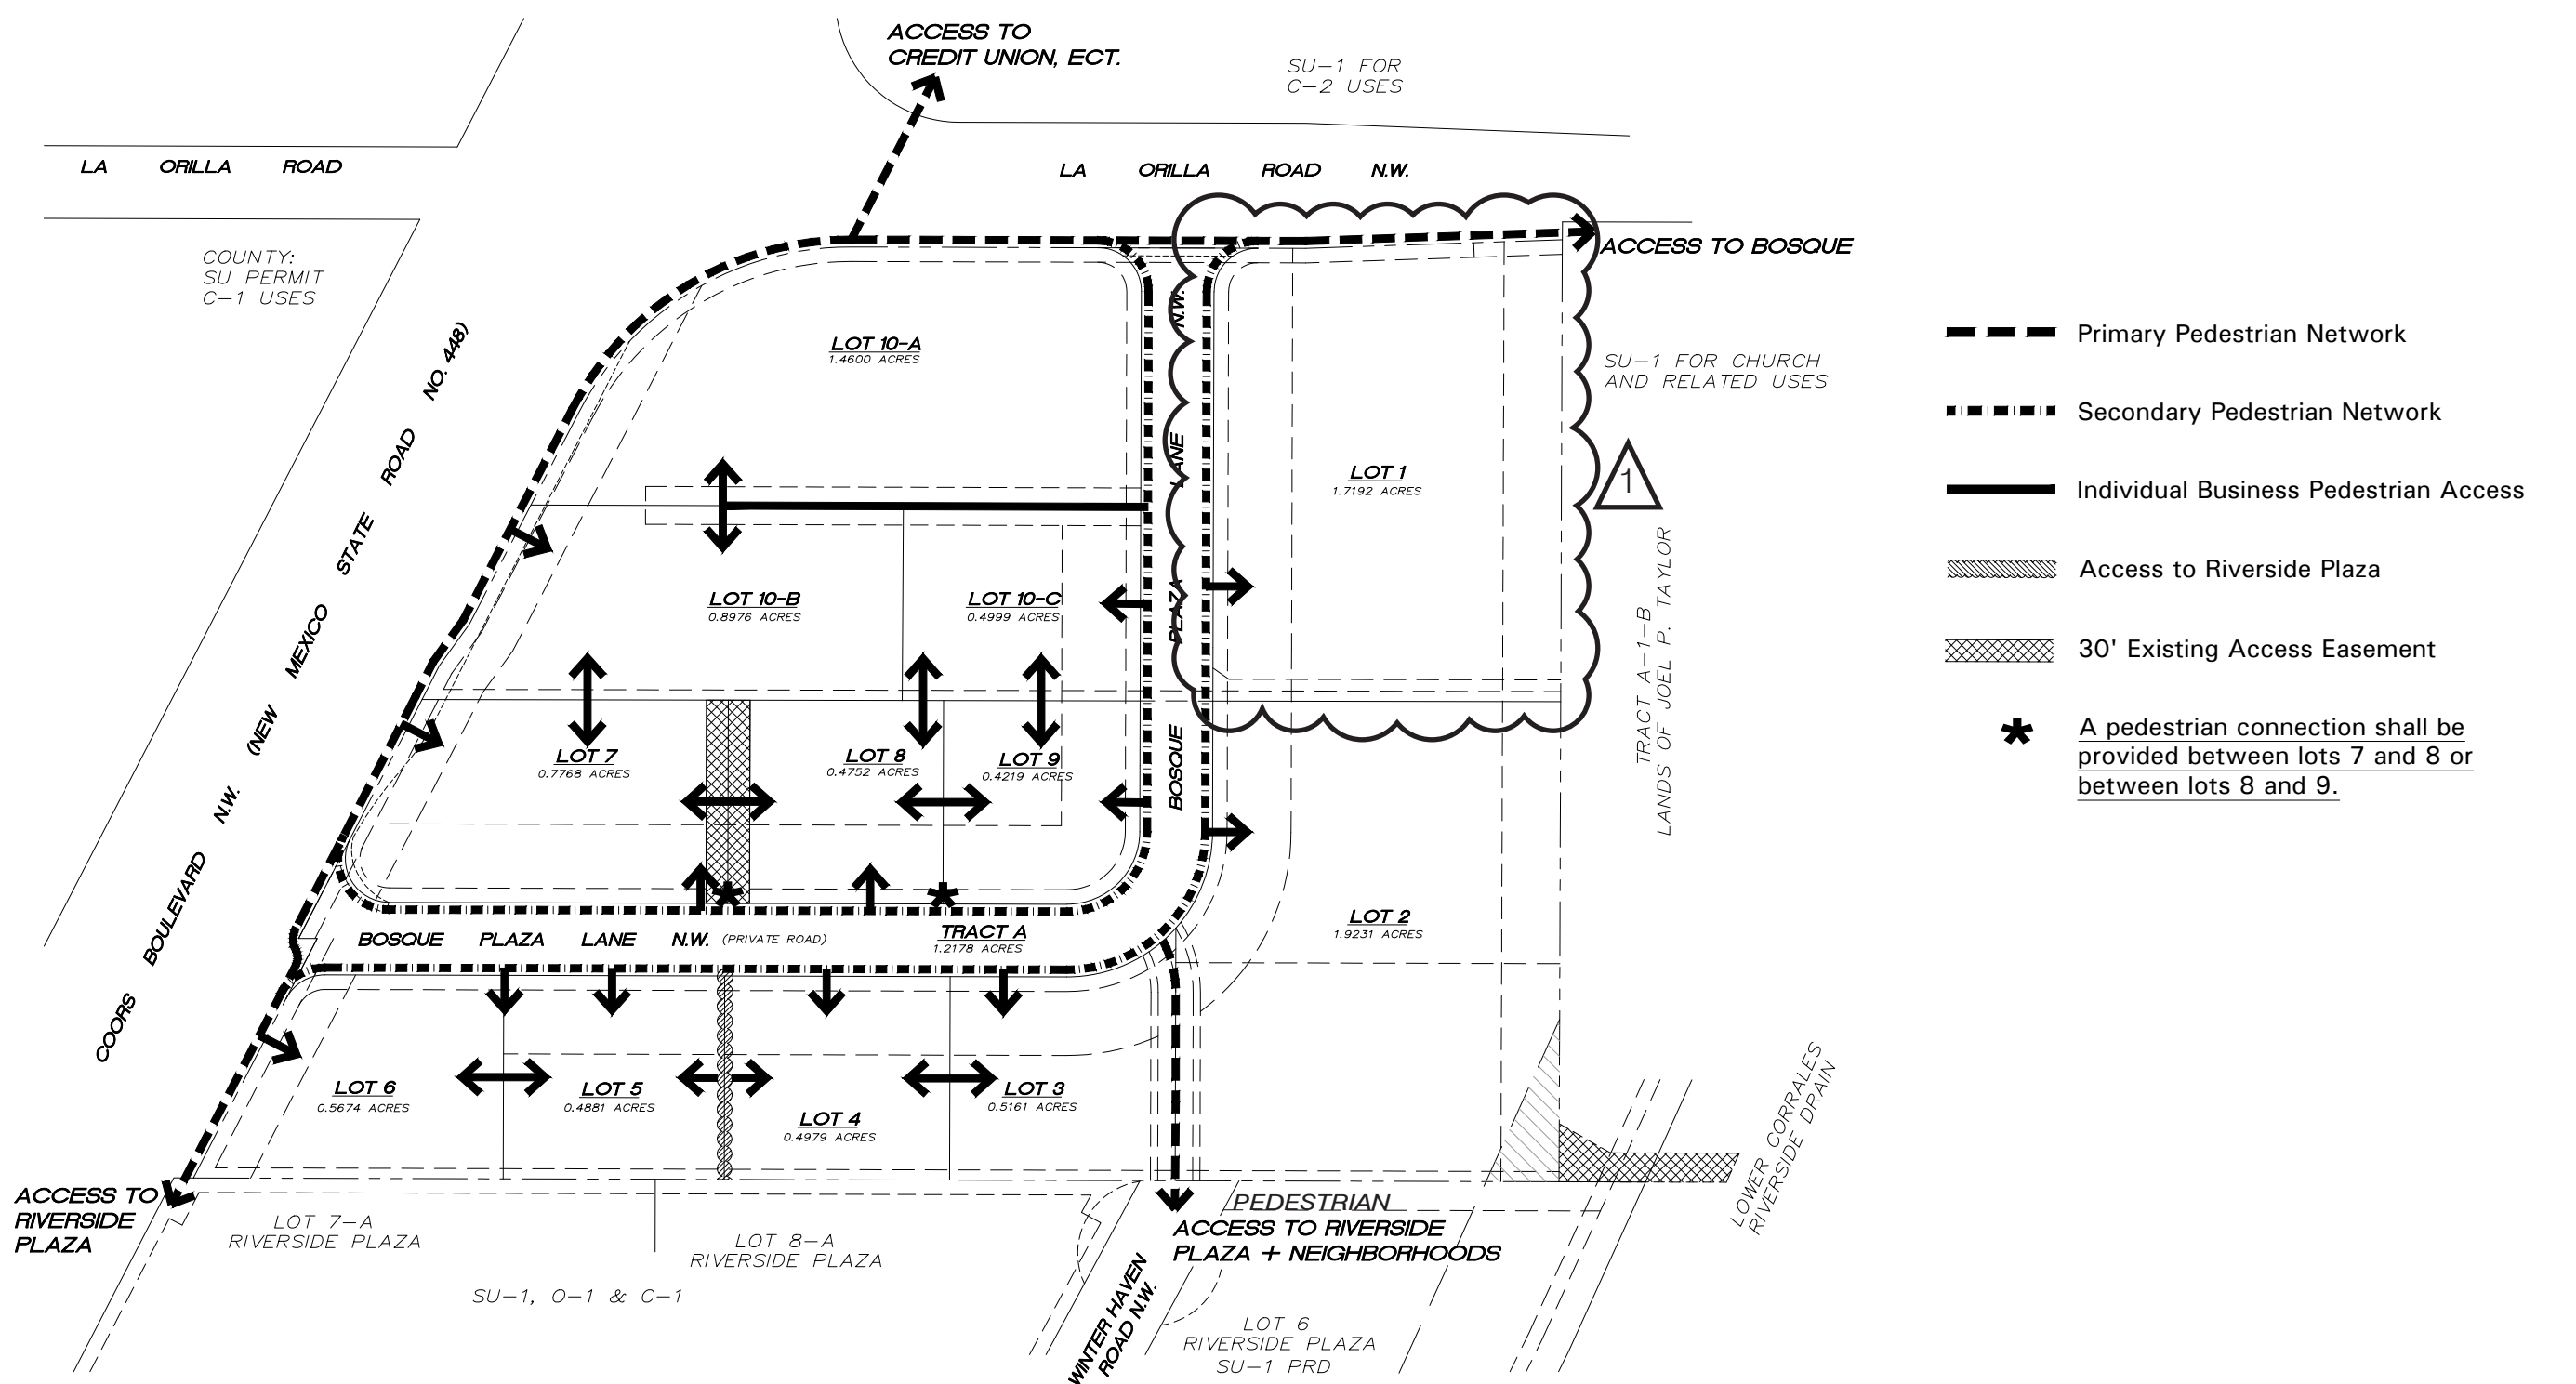 ACCESS TO
CREDIT UNION, ECT.
SU-1 FOR
C-2 USES
LA ORILLA ROAD
LA ORILLA ROAD N.W.
COUNTY:
SU PERMIT
C-1 USES
ACCESS TO BOSQUE
COORS BOULEVARD N.W. (NEW MEXICO STATE ROAD NO. 448)
LOT 10-A
1.4600 ACRES
BOSQUE PLAZA LANE N.W.
LOT 1
1.7192 ACRES
SU-1 FOR CHURCH
AND RELATED USES
1
TRACT A-1-B
LANDS OF JOEL P. TAYLOR
LOT 10-B
0.8976 ACRES
LOT 10-C
0.4999 ACRES
LOT 7
0.7768 ACRES
LOT 8
0.4752 ACRES
LOT 9
0.4219 ACRES
*
*
BOSQUE PLAZA LANE N.W. (PRIVATE ROAD)
TRACT A
1.2178 ACRES
LOT 2
1.9231 ACRES
LOT 6
0.5674 ACRES
LOT 5
0.4881 ACRES
LOT 4
0.4979 ACRES
LOT 3
0.5161 ACRES
LOWER CORRALES
RIVERSIDE DRAIN
ACCESS TO
RIVERSIDE
PLAZA
LOT 7-A
RIVERSIDE PLAZA
LOT 8-A
RIVERSIDE PLAZA
SU-1, O-1 & C-1
PEDESTRIAN
ACCESS TO RIVERSIDE
PLAZA + NEIGHBORHOODS
WINTER HAVEN
ROAD N.W.
LOT 6
RIVERSIDE PLAZA
SU-1 PRD
Primary Pedestrian Network
Secondary Pedestrian Network
Individual Business Pedestrian Access
Access to Riverside Plaza
30' Existing Access Easement
* A pedestrian connection shall be
provided between lots 7 and 8 or
between lots 8 and 9.